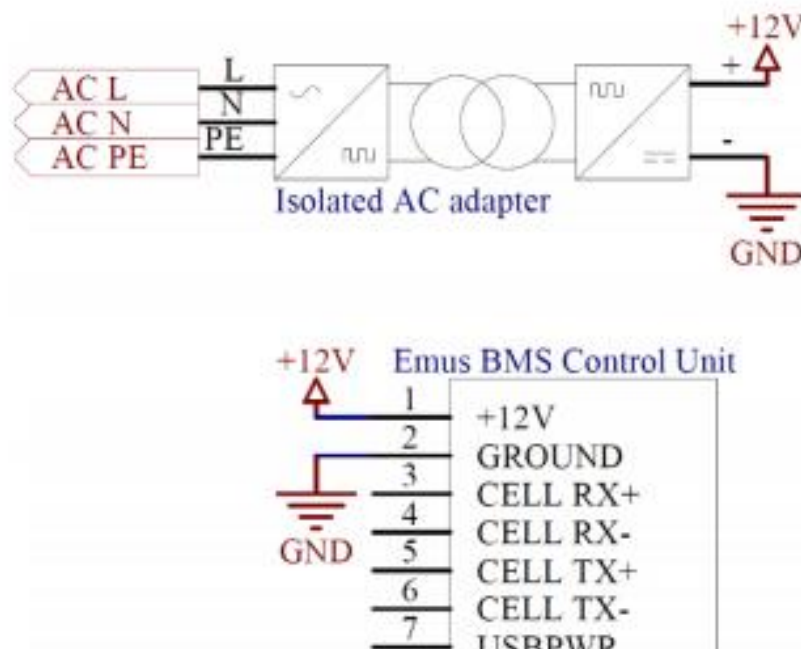 +12V
AC L
L
AC N
N
AC PE
PE
+
-
Isolated AC adapter
GND
+12V
Emus BMS Control Unit
1
+12V
2
GROUND
3
CELL RX+
GND
4
CELL RX-
5
CELL TX+
6
CELL TX-
7
USBPWR